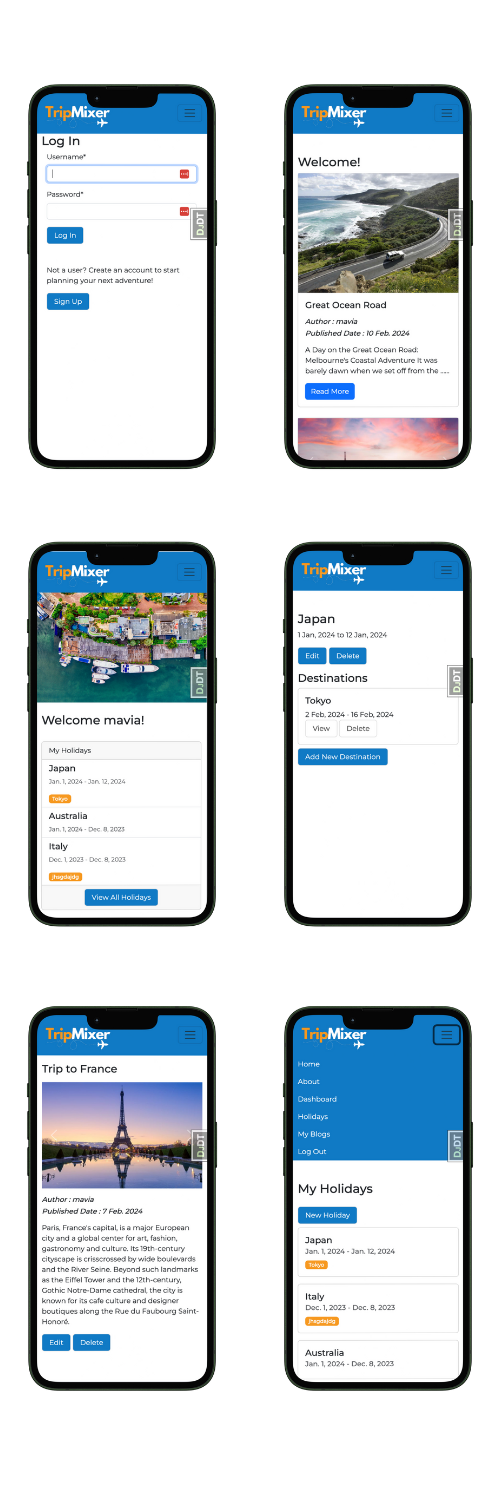 TripMixer
Log In
Username*
Password*
Log In
Not a user? Create an account to start
planning your next adventure!
Sign Up
DJDT
TripMixer
Welcome!
Great Ocean Road
Author : mavia
Published Date : 10 Feb. 2024
A Day on the Great Ocean Road:
Melbourne's Coastal Adventure It was
barely dawn when we set off from the ......
Read More
DJDT
TripMixer
Welcome mavia!
My Holidays
Japan
Jan. 1, 2024 - Jan. 12, 2024
Tokyo
Australia
Jan. 1, 2024 - Dec. 8, 2023
Italy
Dec. 1, 2023 - Dec. 8, 2023
jhsgdajdg
View All Holidays
DJDT
TripMixer
Japan
1 Jan, 2024 to 12 Jan, 2024
Edit Delete
Destinations
Tokyo
2 Feb, 2024 - 16 Feb, 2024
View Delete
Add New Destination
DJDT
TripMixer
Trip to France
Author : mavia
Published Date : 7 Feb. 2024
Paris, France's capital, is a major European
city and a global center for art, fashion,
gastronomy and culture. Its 19th-century
cityscape is crisscrossed by wide boulevards
and the River Seine. Beyond such landmarks
as the Eiffel Tower and the 12th-century,
Gothic Notre-Dame cathedral, the city is
known for its cafe culture and designer
boutiques along the Rue du Faubourg Saint-
Honoré.
Edit Delete
DJDT
TripMixer
Home
About
Dashboard
Holidays
My Blogs
Log Out
My Holidays
New Holiday
Japan
Jan. 1, 2024 - Jan. 12, 2024
Tokyo
Italy
Dec. 1, 2023 - Dec. 8, 2023
jhsgdajdg
Australia
Jan. 1, 2024 - Dec. 8, 2023
DJDT